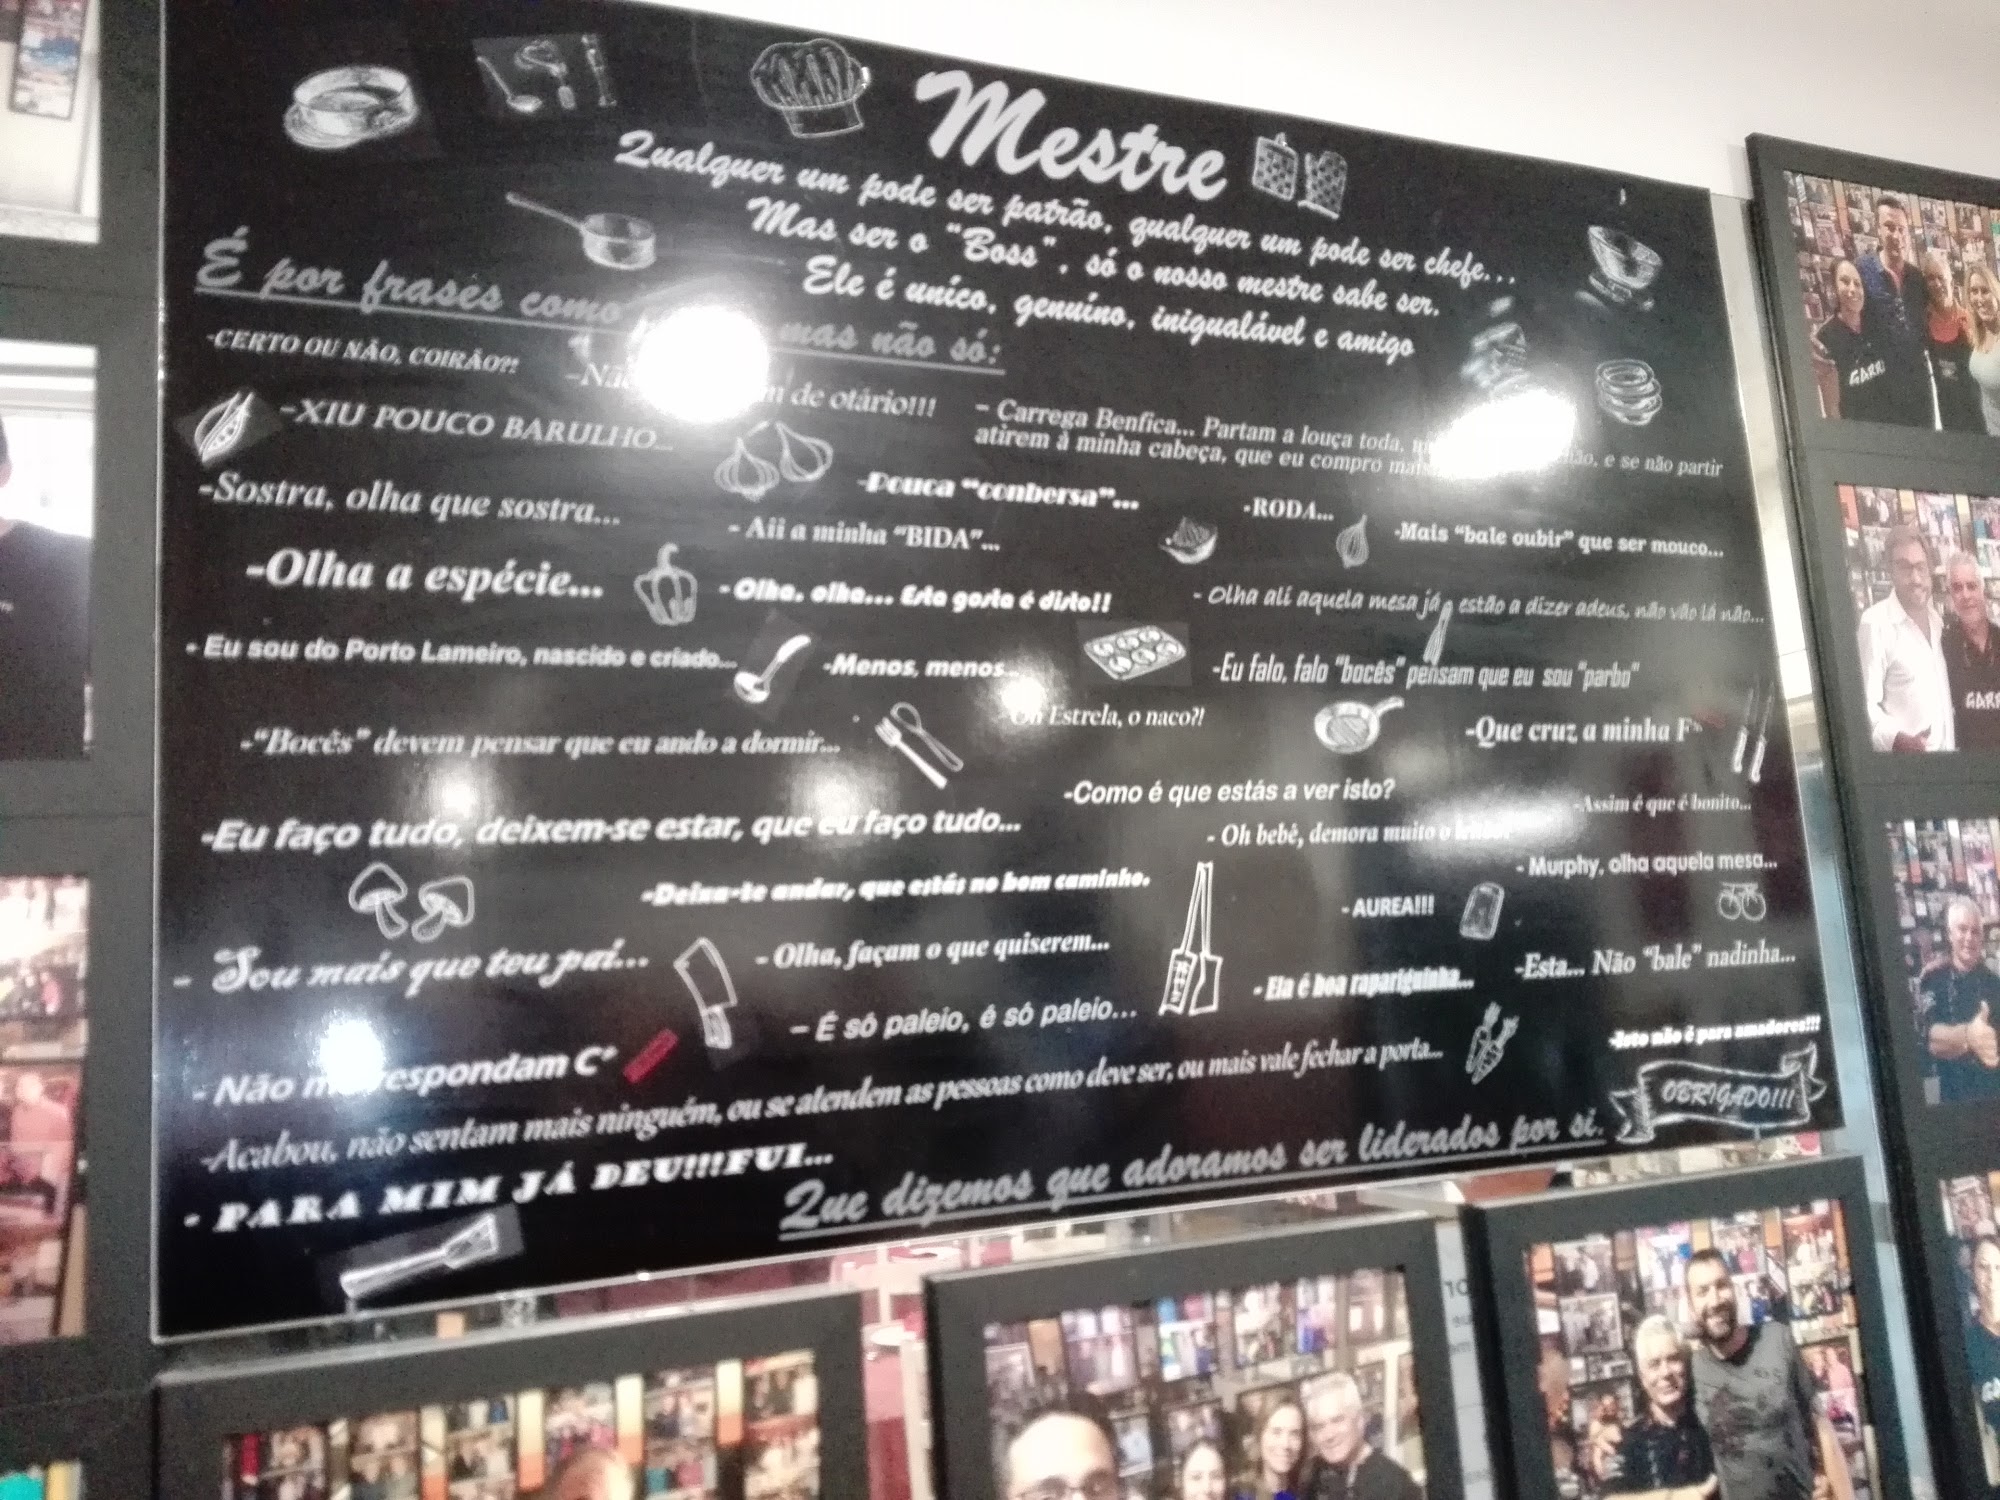 Mestre
Qualquer um pode ser patrão, qualquer um pode ser chefe...
Mas ser o "Boss", só o nosso mestre sabe ser.
Ele é uníco, genuíno, inigualável e amigo
É por frases como mas não só:
-CERTO OU NÃO, COIRÃO?!
de otário!!!
-XIU POUCO BARULHO...
- Carrega Benfica... Partam a louça toda, e se não partir
atirem à minha cabeça, que eu compro
-Sostra, olha que sostra...
-Pouca "conbersa"...
-RODA...
- Aii a minha "BIDA"...
-Mais "bale oubir" que ser mouco...
-Olha a espécie...
-Olha, olha... Esta gosta é disto!!
- Olha alí aquela mesa já estão a dizer adeus, não vão lá não...
- Eu sou do Porto Lameiro, nascido e criado...
-Menos, menos...
-Eu falo, falo "bocês" pensam que eu sou "parbo"
Estrela, o naco?!
-"Bocês" devem pensar que eu ando a dormir...
-Que cruz a minha F*
-Como é que estás a ver isto?
-Assim é que é bonito...
-Eu faço tudo, deixem-se estar, que eu faço tudo...
- Oh bebé, demora muito o
- Murphy, olha aquela mesa...
-Deixa-te andar, que estás no bom caminho.
- AUREA!!!
- Sou mais que teu paí...
- Olha, façam o que quiserem...
-Esta... Não "bale" nadinha...
- Ela é boa rapariguinha...
- É só paleio, é só paleio...
-Isto não é para amadores!!!
- Não respondam C*
OBRIGADO!!!
-Acabou, não sentam mais ninguém, ou se atendem as pessoas como deve ser, ou mais vale fechar a porta...
- PARA MIM JÁ DEU!!!FUI...
Que dizemos que adoramos ser liderados por si.